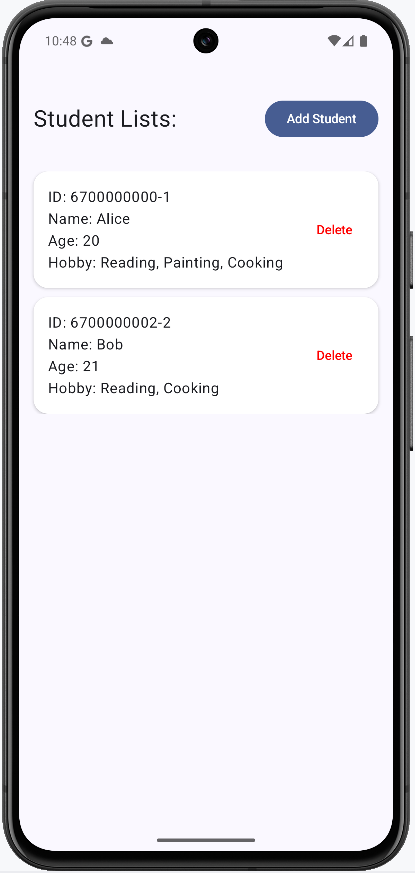 10:48 G
Student Lists:
Add Student
ID: 6700000000-1
Name: Alice
Age: 20
Hobby: Reading, Painting, Cooking
Delete
ID: 6700000002-2
Name: Bob
Age: 21
Hobby: Reading, Cooking
Delete